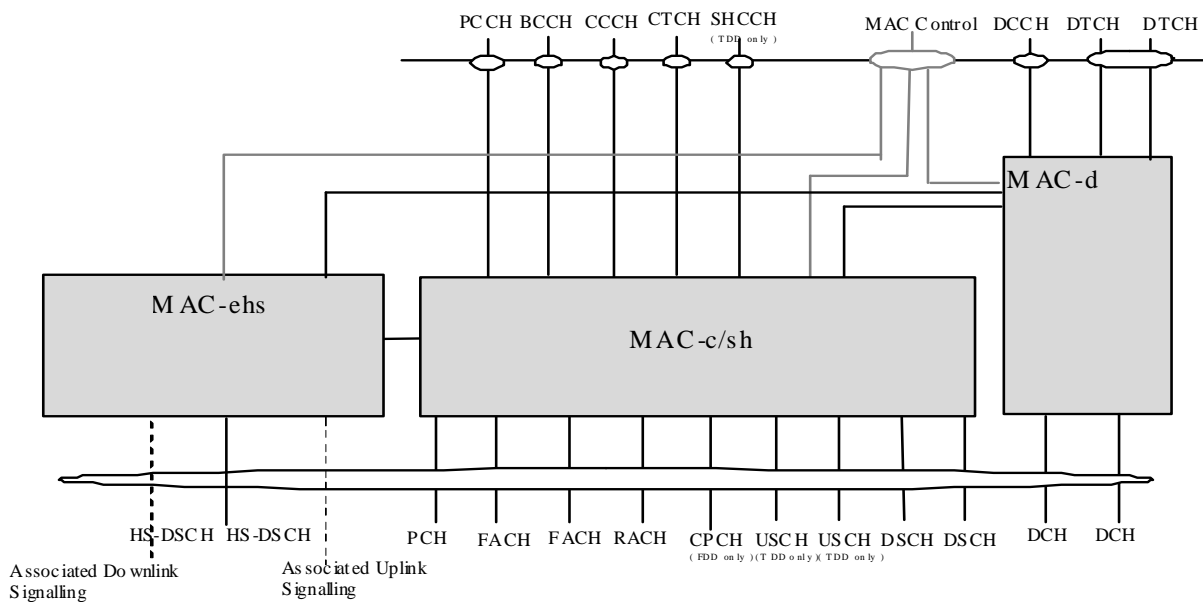 PCCH BCCH CCCH CTCH SHCCH MAC Control DCCH DTCH DTCH
( TDD only )
MAC-d
MAC-ehs
MAC-c/sh
HS-DSCH HS-DSCH PCH FACH FACH RACH CPCH USCH USCH DSCH DSCH DCH DCH
( FDD only ) ( TDD only ) ( TDD only )
Associated Downlink
Signalling
Associated Uplink
Signalling